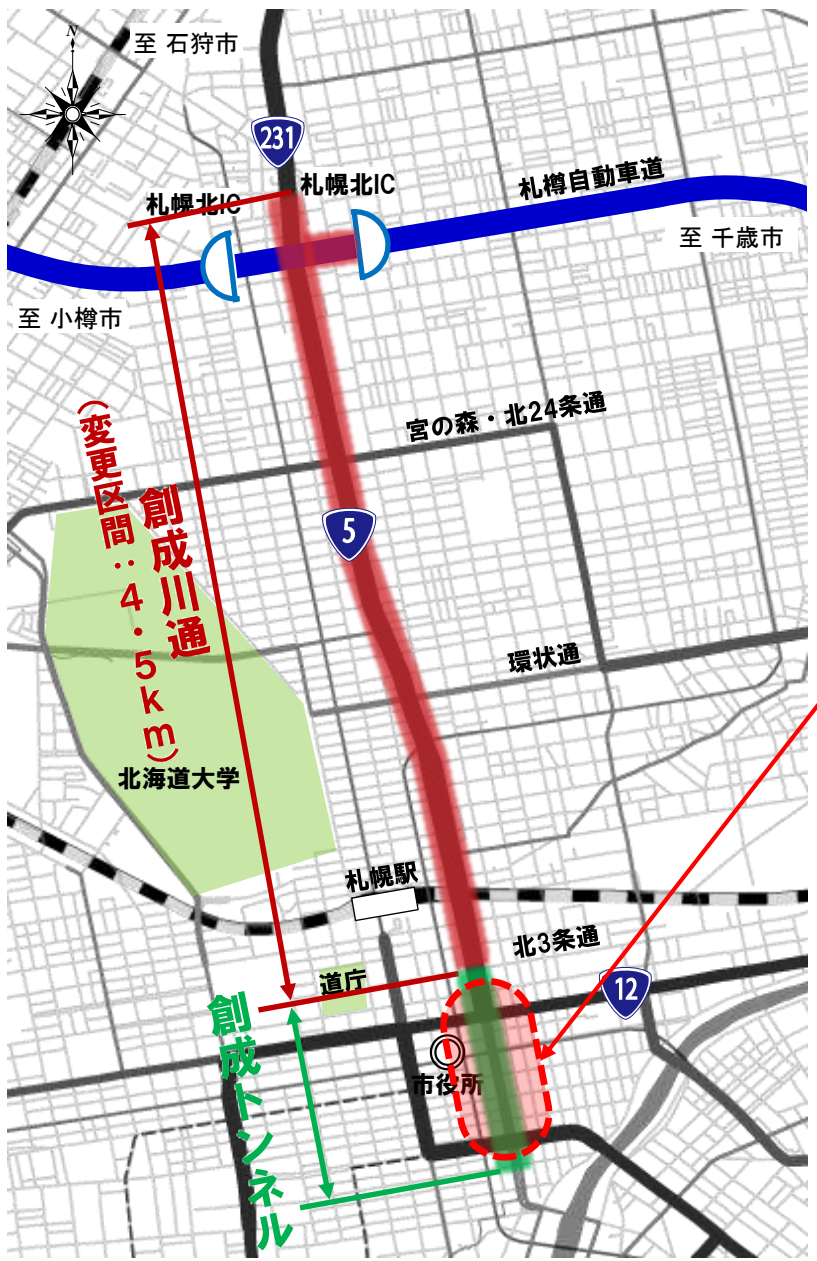 N
至 石狩市
231
札幌北IC
札幌北IC
札樽自動車道
至 千歳市
至 小樽市
宮の森・北24条通
創成川通
(変更区間:4・5km)
5
環状通
北海道大学
札幌駅
北3条通
道庁
12
創成トンネル
市役所